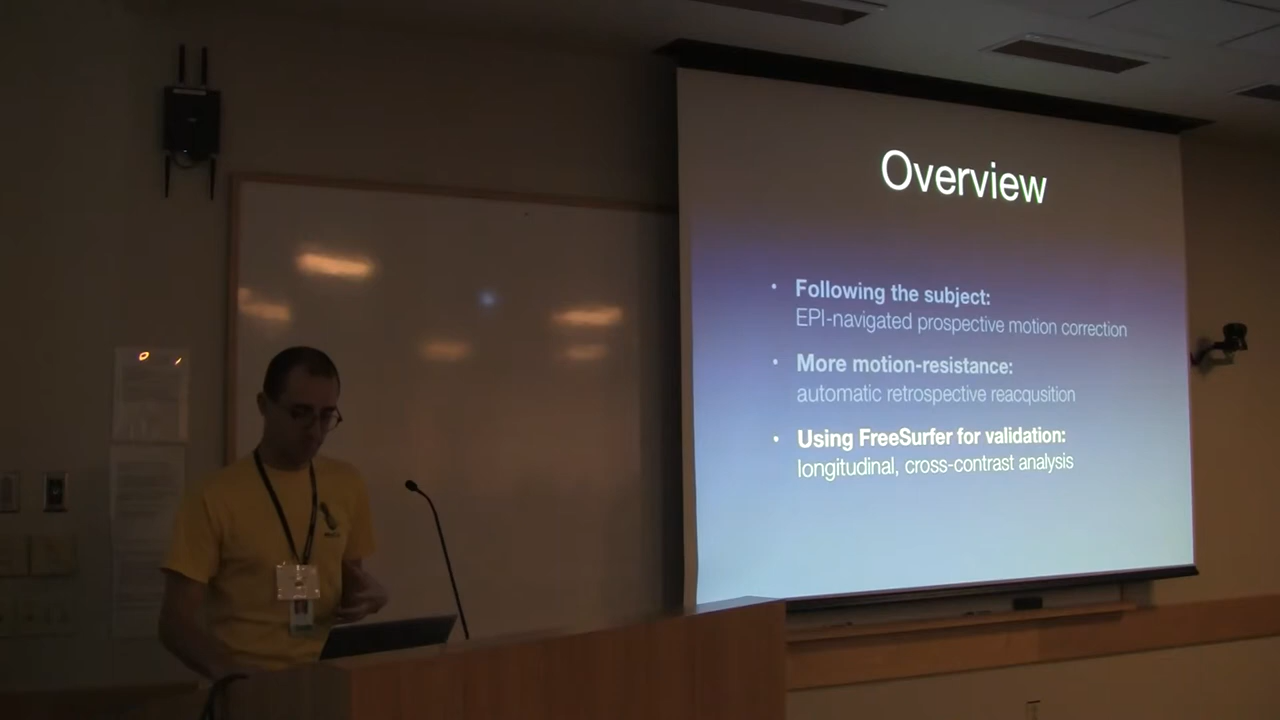 Overview
• Following the subject:
EPI-navigated prospective motion correction
• More motion-resistance:
automatic retrospective reacqusition
• Using FreeSurfer for validation:
longitudinal, cross-contrast analysis